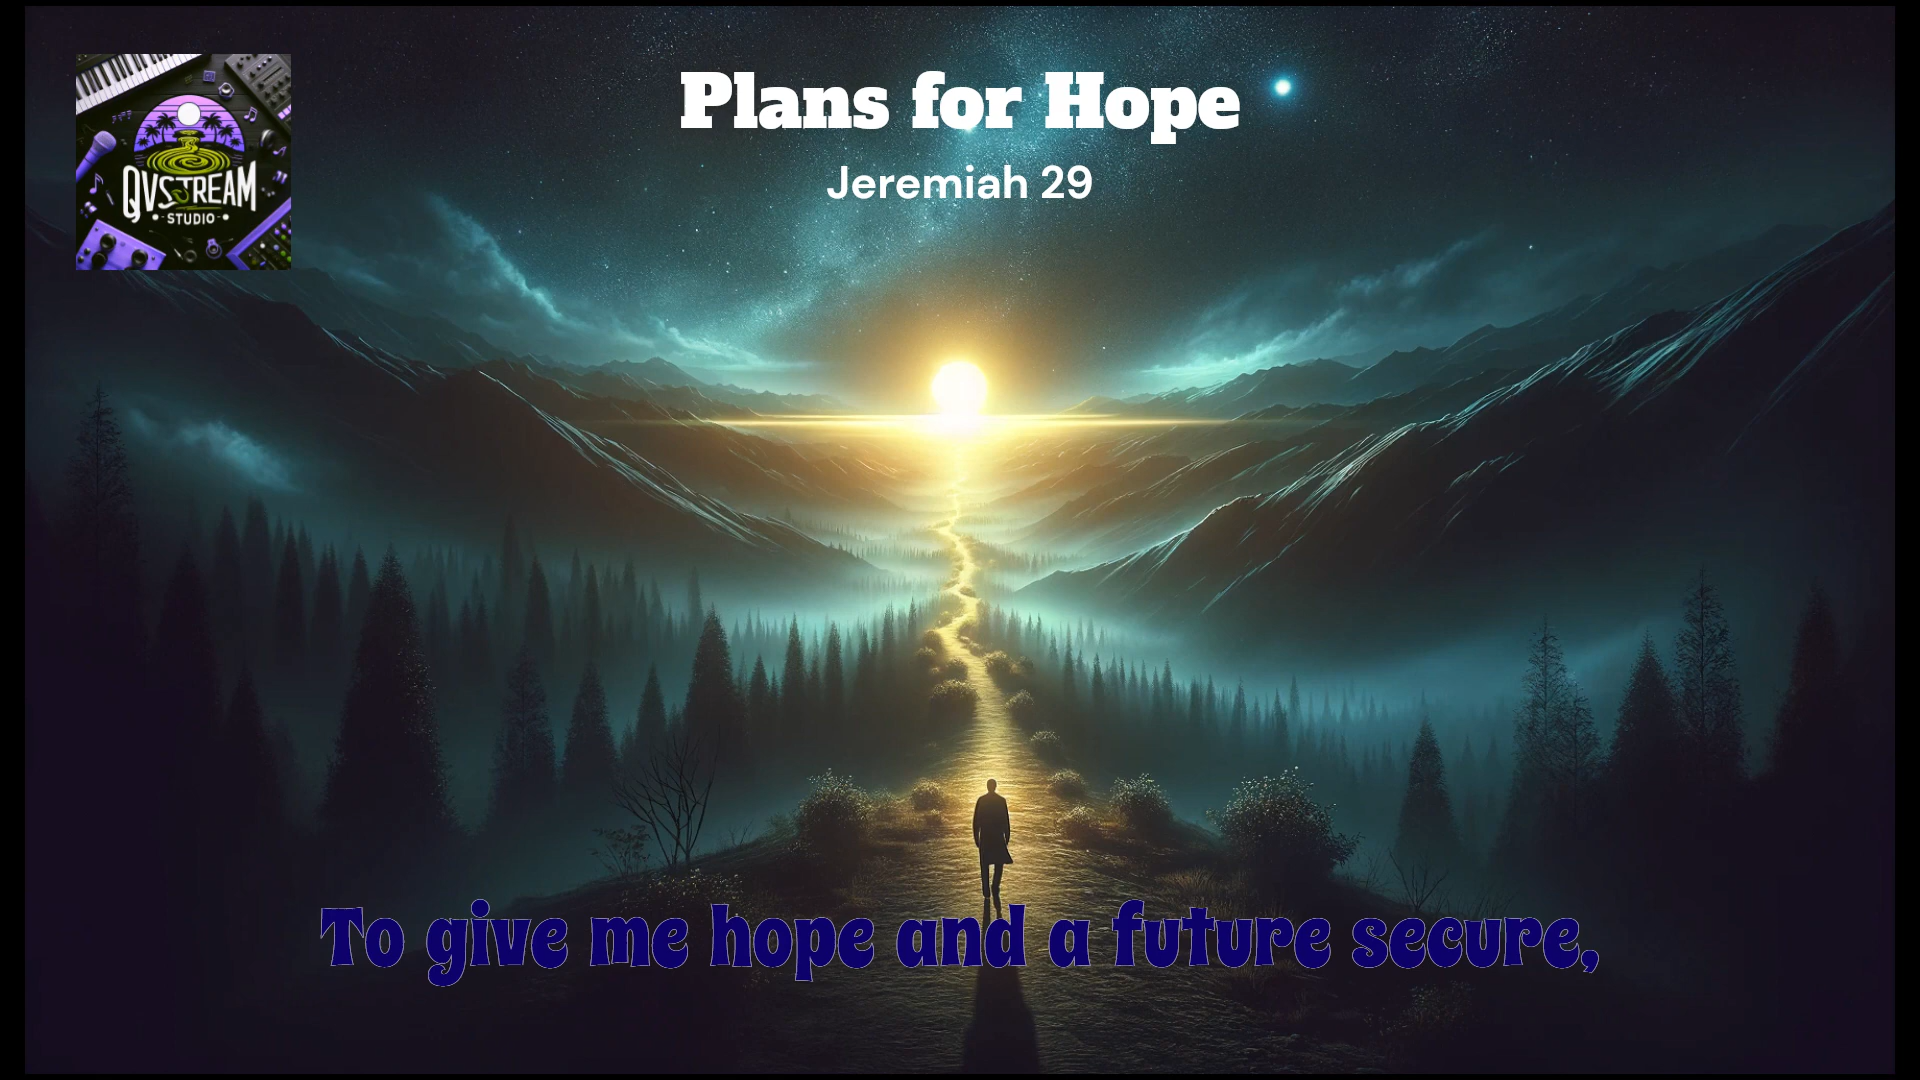 Plans for Hope
Jeremiah 29
QVSTREAM
STUDIO
To give me hope and a future secure,